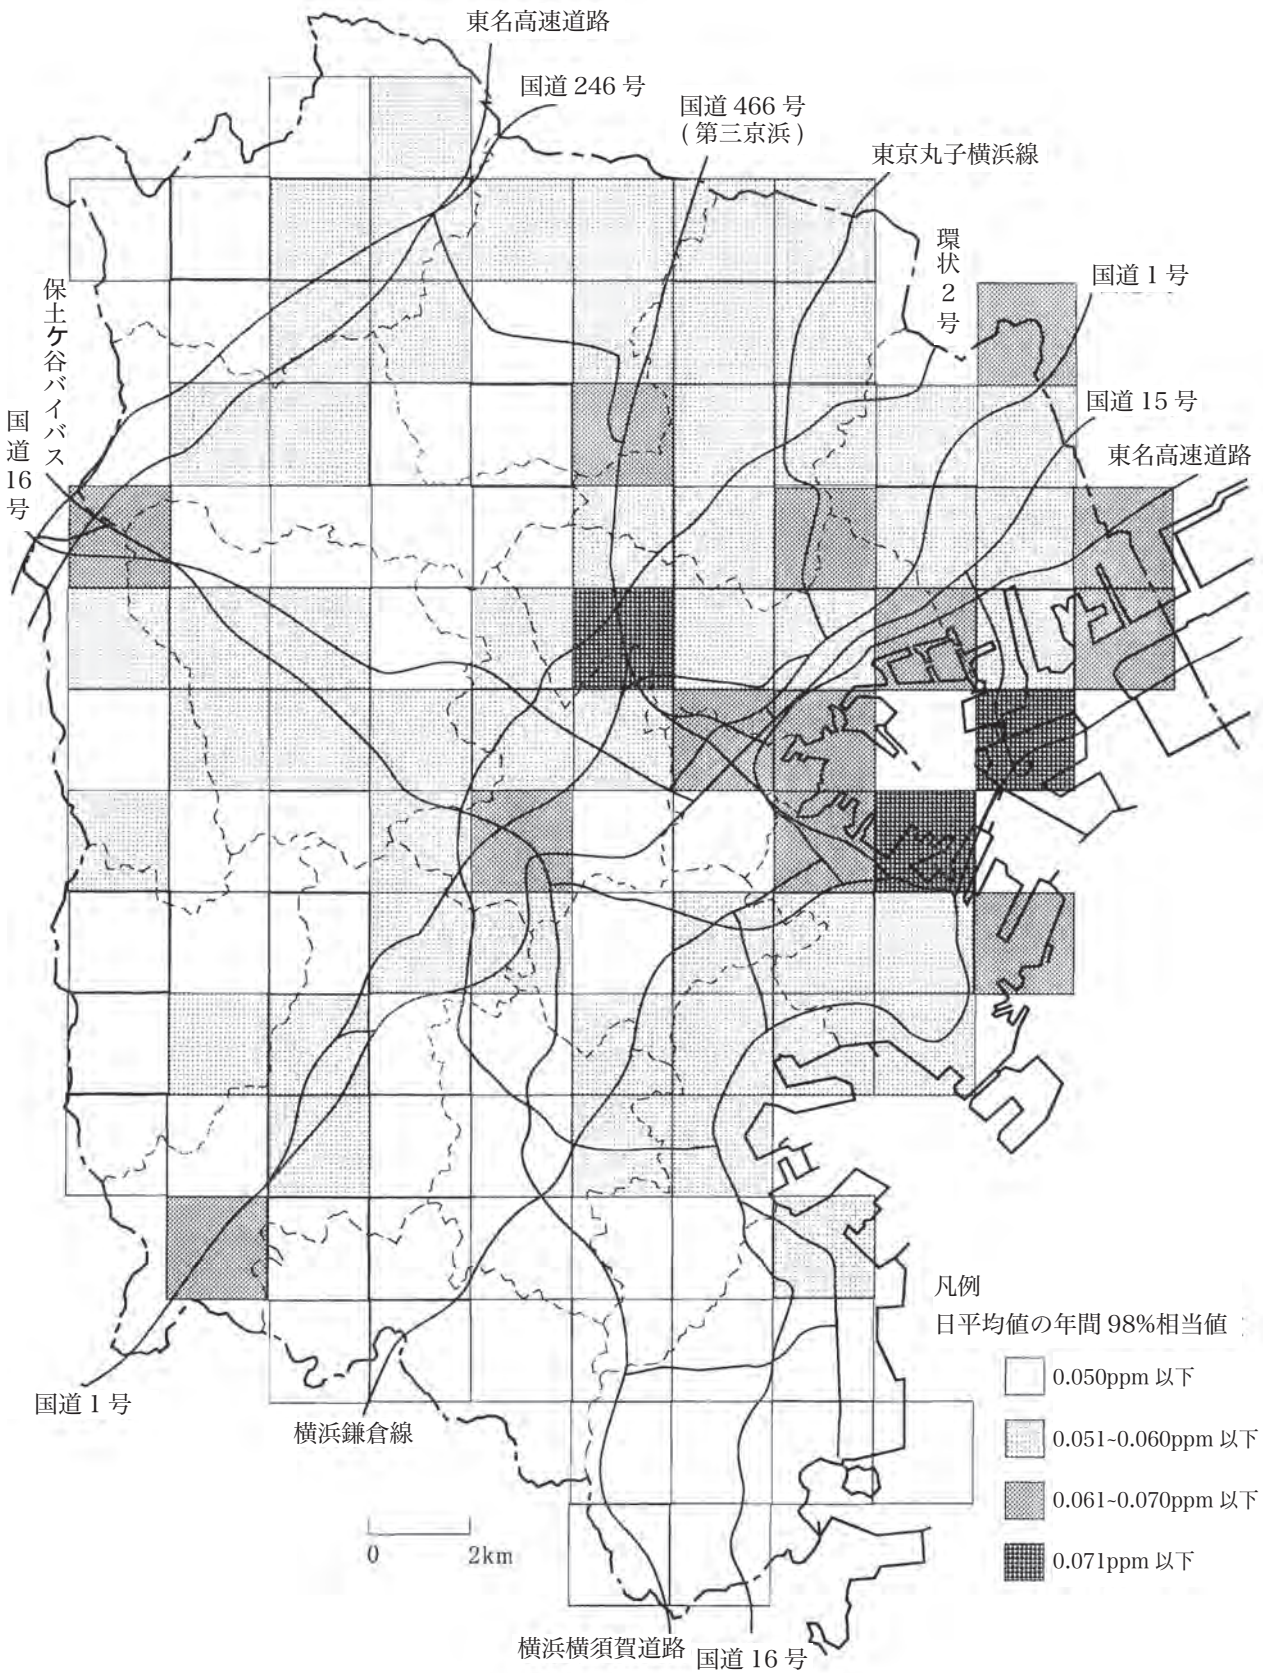 東名高速道路
国道 246 号
国道 466 号
( 第三京浜 )
東京丸子横浜線
環状2号
国道 1 号
保土ケ谷バイバス
国道 15 号
国道16号
東名高速道路
凡例
日平均値の年間 98%相当値
0.050ppm 以下
0.051~0.060ppm 以下
0.061~0.070ppm 以下
0.071ppm 以下
国道 1 号
横浜鎌倉線
0 2km
横浜横須賀道路
国道 16 号